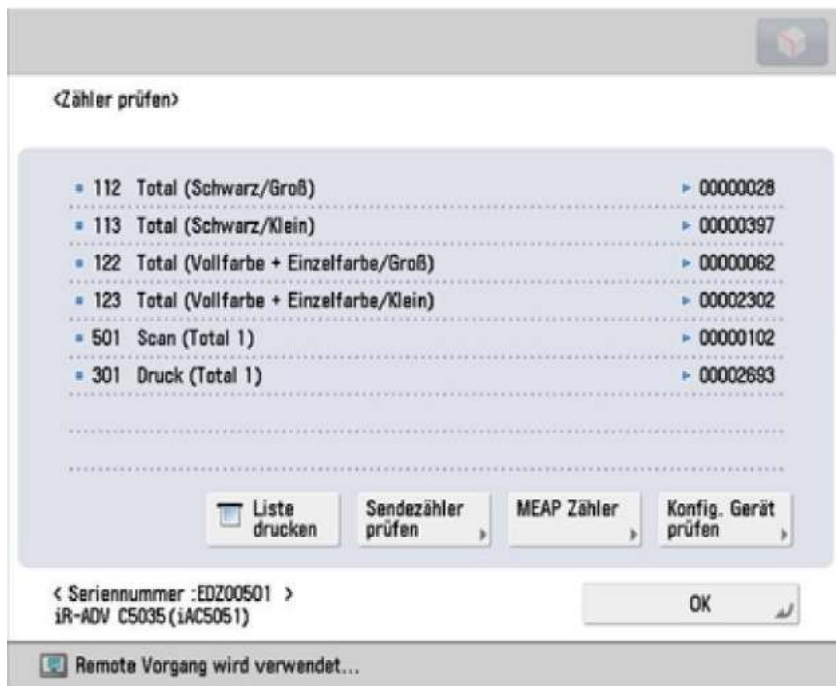 <Zähler prüfen>
112 Total (Schwarz/Groß) 00000028
113 Total (Schwarz/Klein) 00000397
122 Total (Vollfarbe + Einzelfarbe/Groß) 00000062
123 Total (Vollfarbe + Einzelfarbe/Klein) 00002302
501 Scan (Total 1) 00000102
301 Druck (Total 1) 00002693
Liste drucken
Sendezähler prüfen
MEAP Zähler
Konfig. Gerät prüfen
< Seriennummer :EDZ00501 >
iR-ADV C5035(iAC5051)
OK
Remote Vorgang wird verwendet...